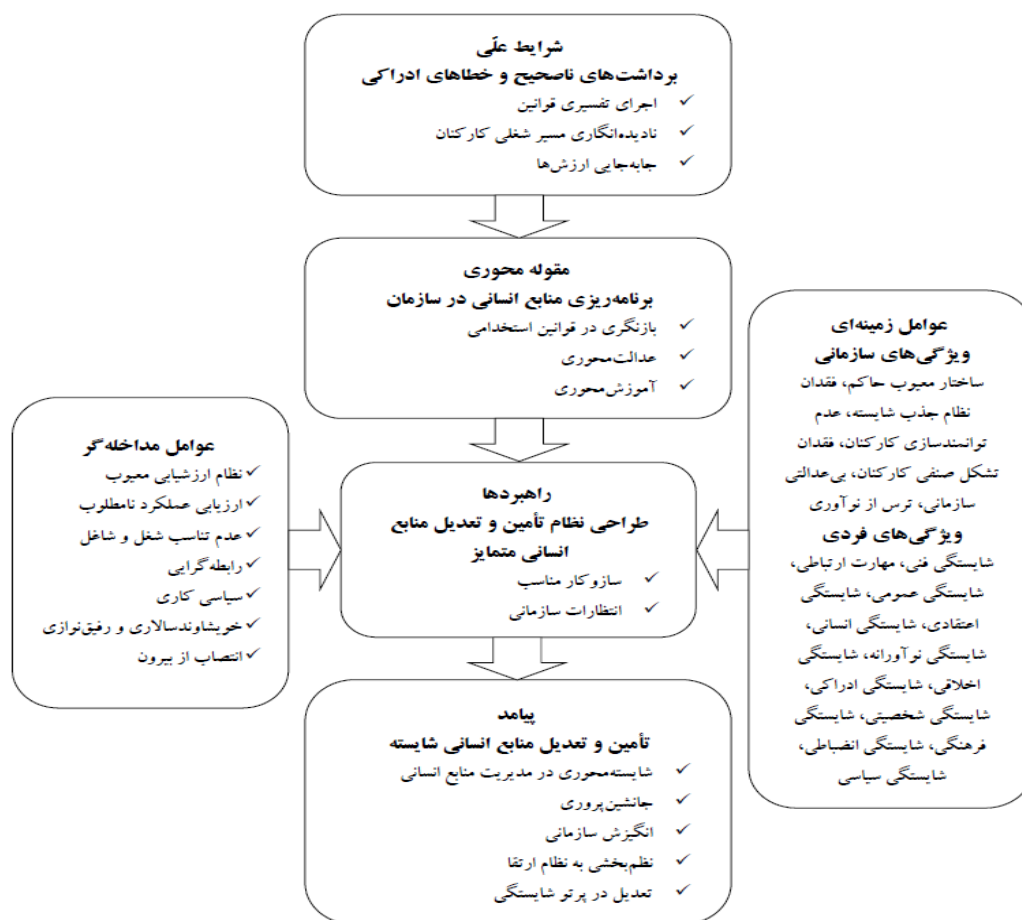 شرایط علّی
برداشت‌های ناصحیح و خطاهای ادراکی
✓ اجرای تفسیری قوانین
✓ نادیده‌انگاری مسیر شغلی کارکنان
✓ جابه‌جایی ارزش‌ها
مقوله محوری
برنامه‌ریزی منابع انسانی در سازمان
✓ بازنگری در قوانین استخدامی
✓ عدالت‌محوری
✓ آموزش‌محوری
عوامل زمینه‌ای
ویژگی‌های سازمانی
ساختار معیوب حاکم، فقدان
نظام جذب شایسته، عدم
توانمندسازی کارکنان، فقدان
تشکل صنفی کارکنان، بی‌عدالتی
سازمانی، ترس از نوآوری
ویژگی‌های فردی
شایستگی فنی، مهارت ارتباطی،
شایستگی عمومی، شایستگی
اعتقادی، شایستگی انسانی،
شایستگی نوآورانه، شایستگی
اخلاقی، شایستگی ادراکی،
شایستگی شخصیتی، شایستگی
فرهنگی، شایستگی انضباطی،
شایستگی سیاسی
عوامل مداخله‌گر
✓ نظام ارزشیابی معیوب
✓ ارزیابی عملکرد نامطلوب
✓ عدم تناسب شغل و شاغل
✓ رابطه‌گرایی
✓ سیاسی کاری
✓ خویشاوندسالاری و رفیق‌نوازی
✓ انتصاب از بیرون
راهبردها
طراحی نظام تأمین و تعدیل منابع
انسانی متمایز
✓ سازوکار مناسب
✓ انتظارات سازمانی
پیامد
تأمین و تعدیل منابع انسانی شایسته
✓ شایسته‌محوری در مدیریت منابع انسانی
✓ جانشین‌پروری
✓ انگیزش سازمانی
✓ نظم‌بخشی به نظام ارتقا
✓ تعدیل در پرتو شایستگی